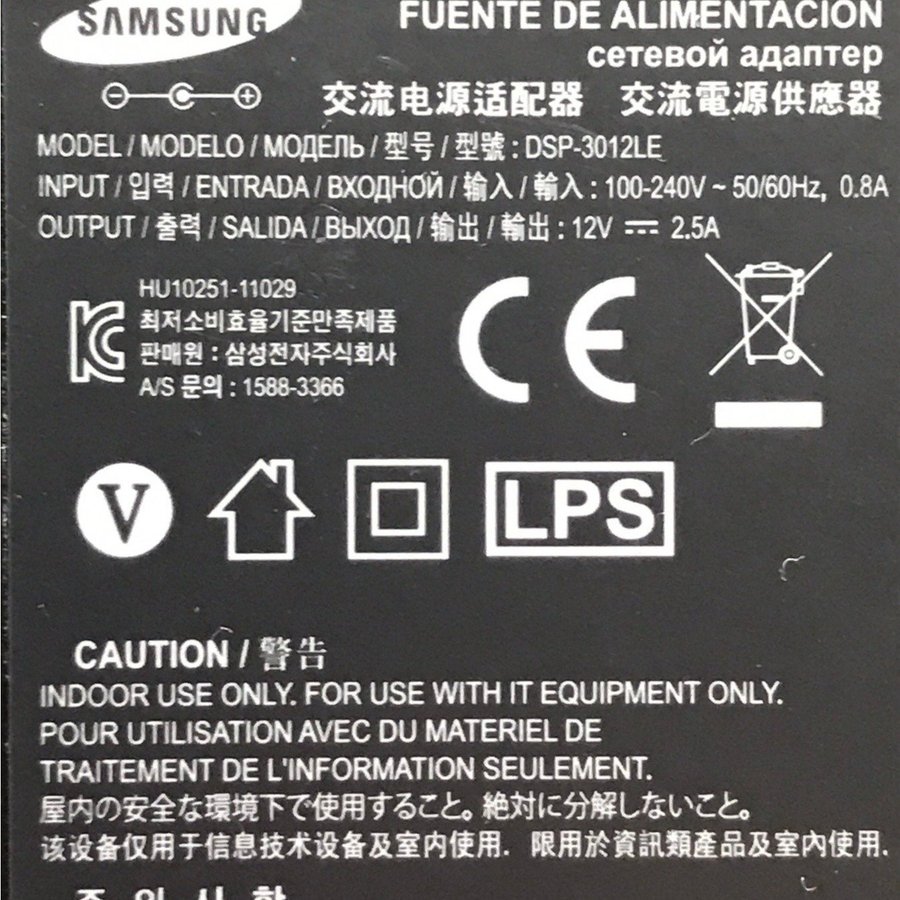 SAMSUNG
FUENTE DE ALIMENTACIÓN
сетевой адаптер
交流电源适配器 交流電源供應器
MODEL / MODELO / МОДЕЛЬ / 型号 / 型號 : DSP-3012LE
INPUT / 입력 / ENTRADA / ВХОДНОЙ / 输入 / 輸入 : 100-240V ~ 50/60Hz, 0.8A
OUTPUT / 출력 / SALIDA / ВЫХОД / 输出 / 輸出 : 12V ⎓ 2.5A
HU10251-11029
최저소비효율기준만족제품
판매원 : 삼성전자주식회사
A/S 문의 : 1588-3366
CE
V
LPS
CAUTION / 警告
INDOOR USE ONLY. FOR USE WITH IT EQUIPMENT ONLY.
POUR UTILISATION AVEC DU MATERIEL DE
TRAITEMENT DE L'INFORMATION SEULEMENT.
屋内の安全な環境下で使用すること。絶対に分解しないこと。
该设备仅用于信息技术设备及室内使用. 限用於資訊類產品及室內使用.
주 의 사 항